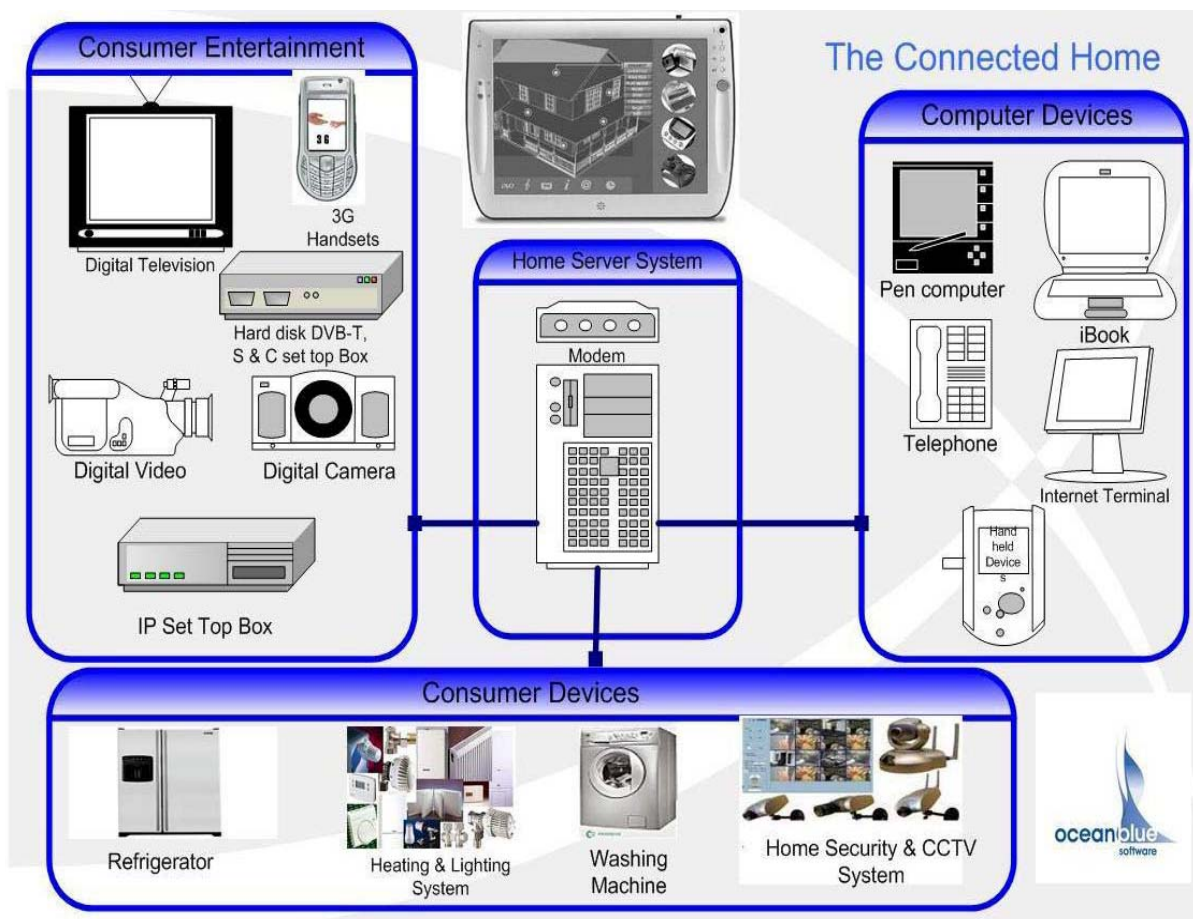 The Connected Home
Consumer Entertainment
3G
3G
Handsets
Digital Television
Hard disk DVB-T,
S & C set top Box
Digital Video
Digital Camera
IP Set Top Box
Home Server System
Modem
Computer Devices
Pen computer
iBook
Telephone
Internet Terminal
Hand
held
Device
s
Consumer Devices
Refrigerator
Heating & Lighting
System
Washing
Machine
Home Security & CCTV
System
oceanblue
software